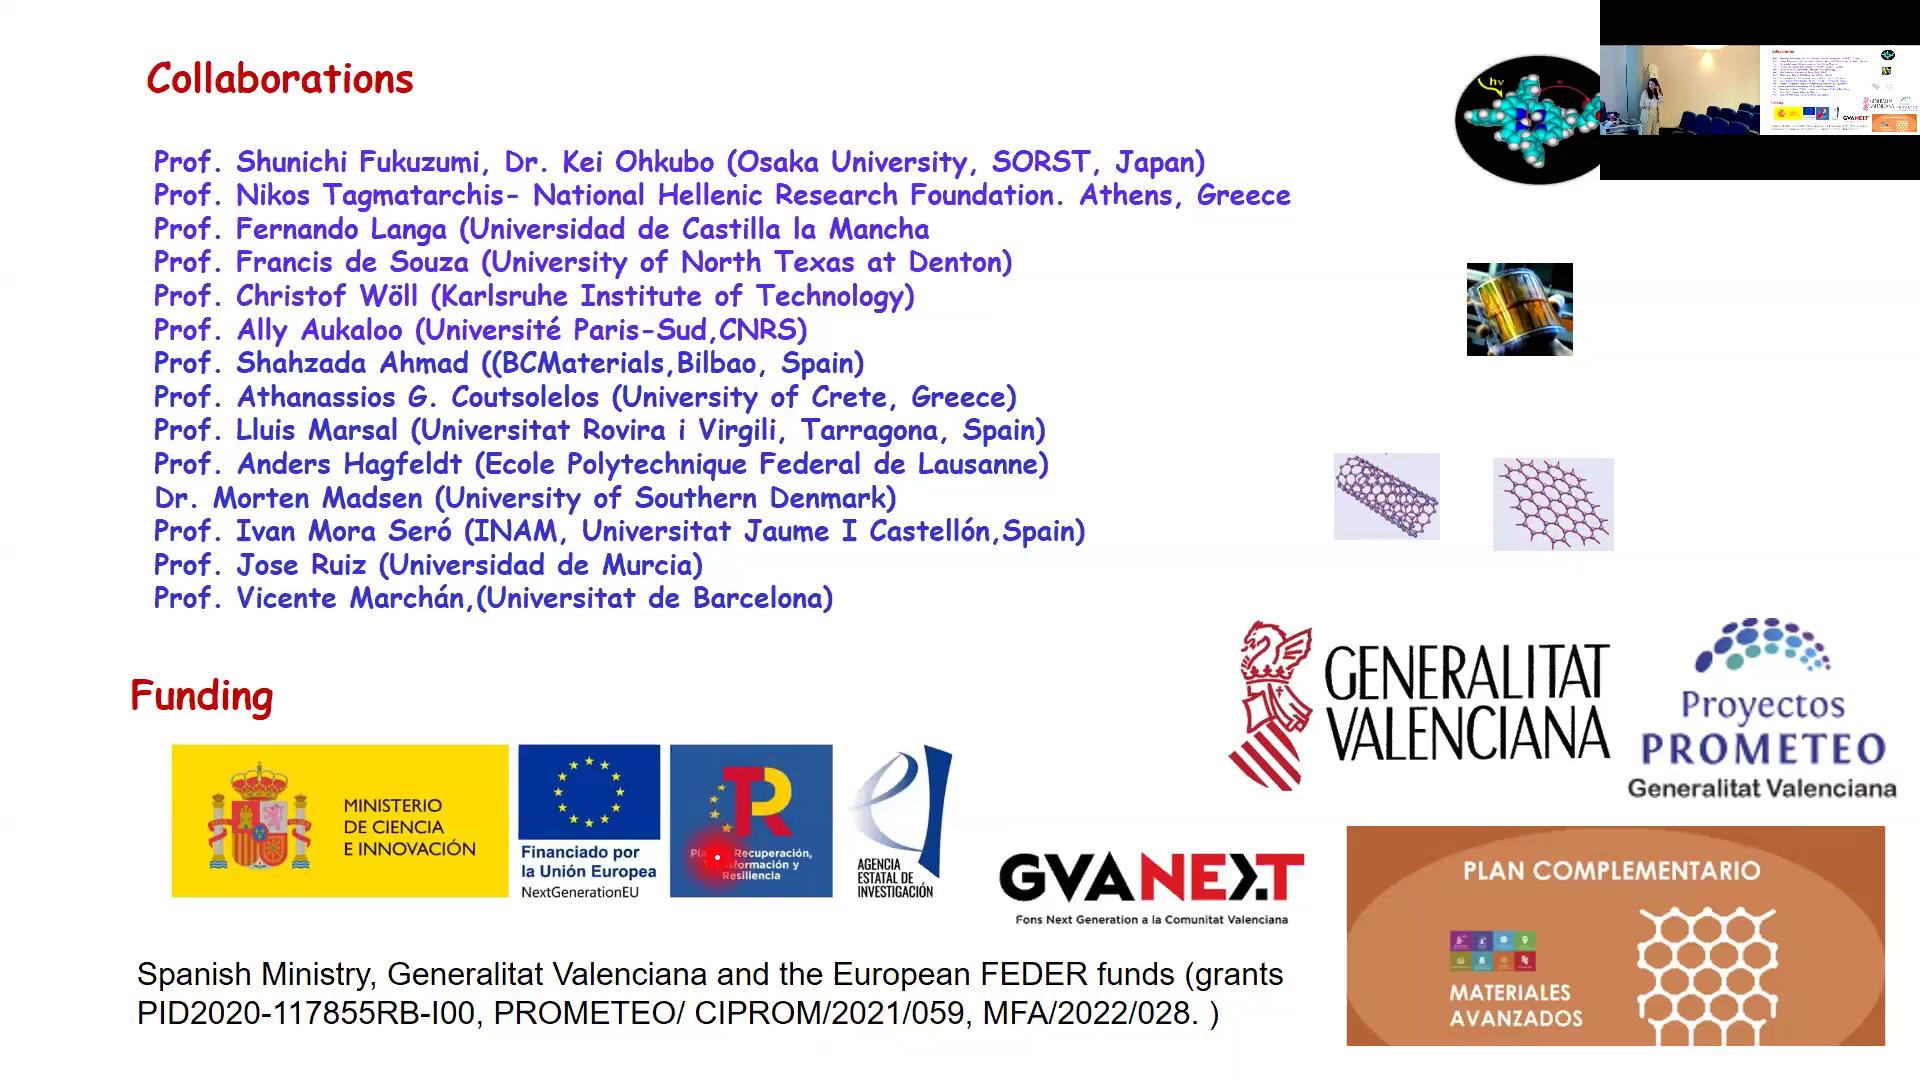 Collaborations
hν
Prof. Shunichi Fukuzumi, Dr. Kei Ohkubo (Osaka University, SORST, Japan)
Prof. Nikos Tagmatarchis- National Hellenic Research Foundation. Athens, Greece
Prof. Fernando Langa (Universidad de Castilla la Mancha
Prof. Francis de Souza (University of North Texas at Denton)
Prof. Christof Wöll (Karlsruhe Institute of Technology)
Prof. Ally Aukaloo (Université Paris-Sud,CNRS)
Prof. Shahzada Ahmad ((BCMaterials,Bilbao, Spain)
Prof. Athanassios G. Coutsolelos (University of Crete, Greece)
Prof. Lluis Marsal (Universitat Rovira i Virgili, Tarragona, Spain)
Prof. Anders Hagfeldt (Ecole Polytechnique Federal de Lausanne)
Dr. Morten Madsen (University of Southern Denmark)
Prof. Ivan Mora Seró (INAM, Universitat Jaume I Castellón,Spain)
Prof. Jose Ruiz (Universidad de Murcia)
Prof. Vicente Marchán,(Universitat de Barcelona)
GENERALITAT
VALENCIANA
Proyectos
PROMETEO
Generalitat Valenciana
Funding
MINISTERIO
DE CIENCIA
E INNOVACIÓN
Financiado por
la Unión Europea
NextGenerationEU
Recuperación,
Resiliencia
AGENCIA
ESTATAL DE
INVESTIGACIÓN
GVANEXT
Fons Next Generation a la Comunitat Valenciana
PLAN COMPLEMENTARIO
MATERIALES
AVANZADOS
Spanish Ministry, Generalitat Valenciana and the European FEDER funds (grants
PID2020-117855RB-I00, PROMETEO/ CIPROM/2021/059, MFA/2022/028. )